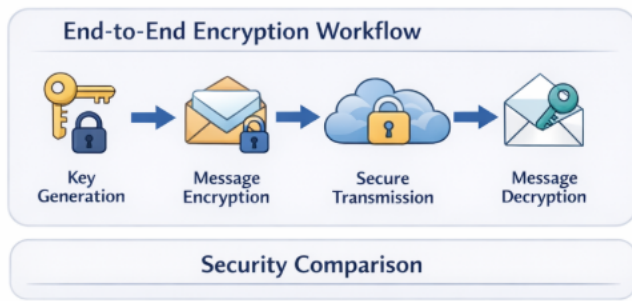 End-to-End Encryption Workflow
Key
Generation
Message
Encryption
Secure
Transmission
Message
Decryption
Security Comparison